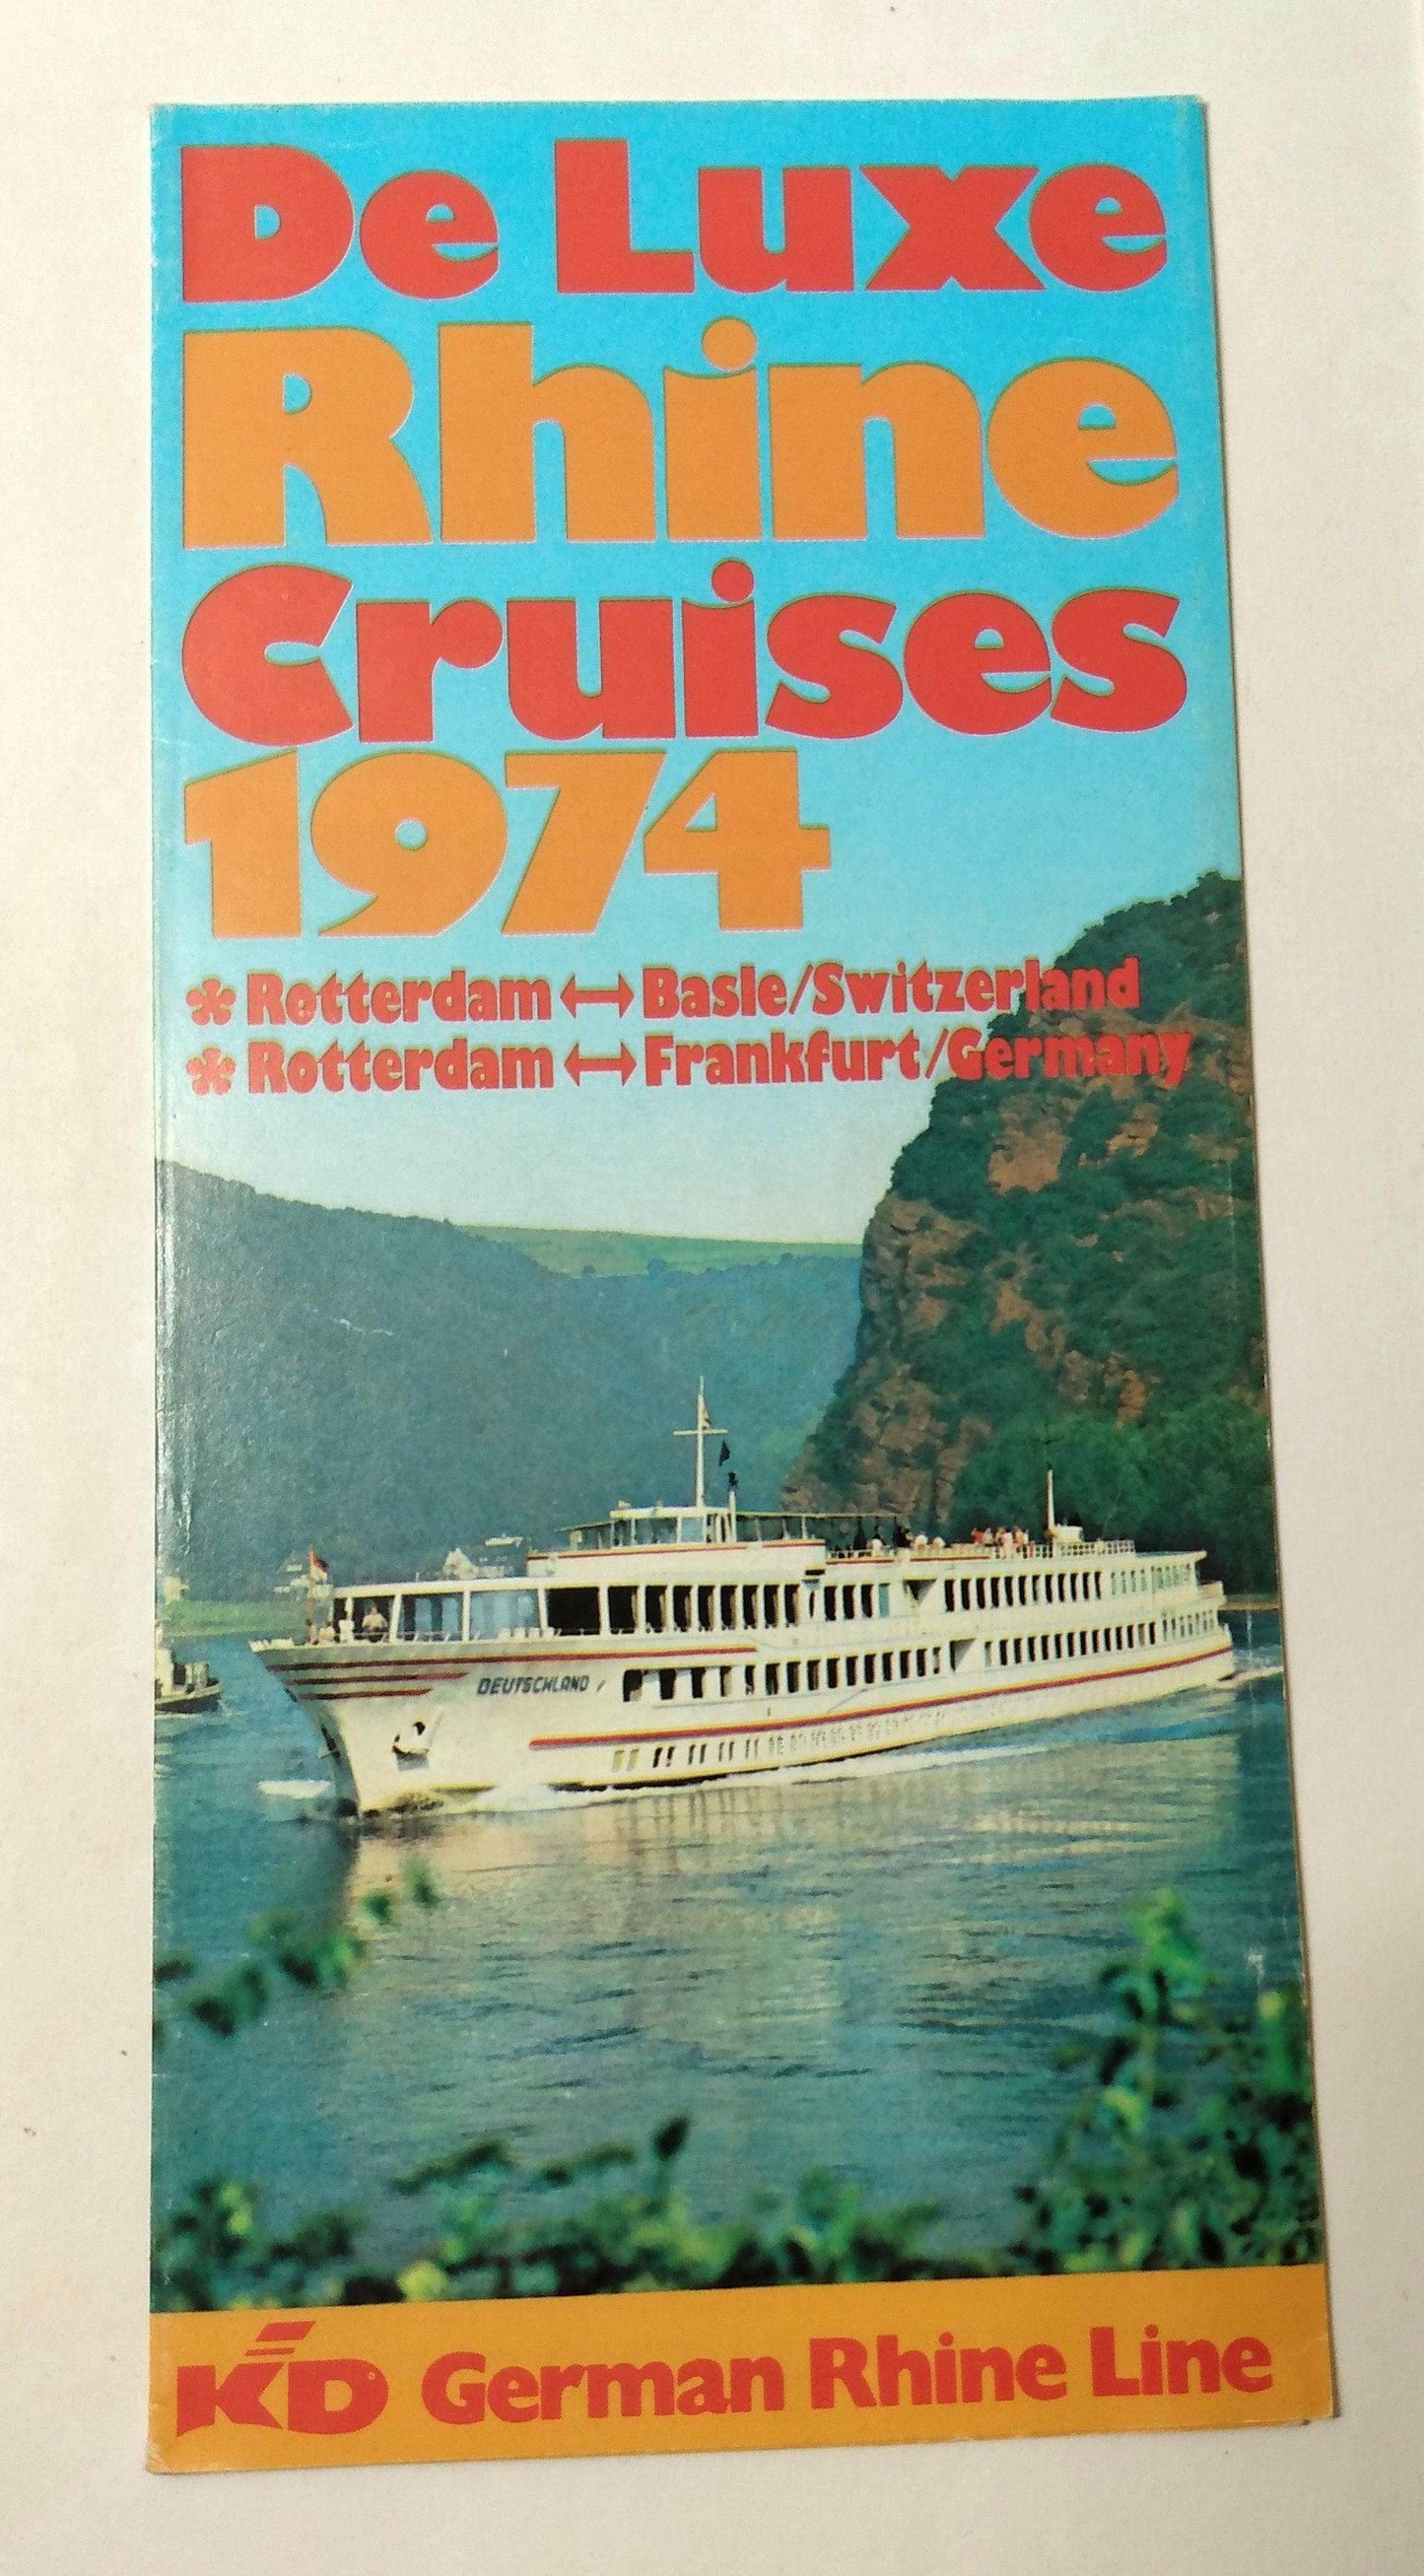 De Luxe
Rhine
Cruises
1974
* Rotterdam ↔ Basle/Switzerland
* Rotterdam ↔ Frankfurt/Germany
DEUTSCHLAND
KD German Rhine Line